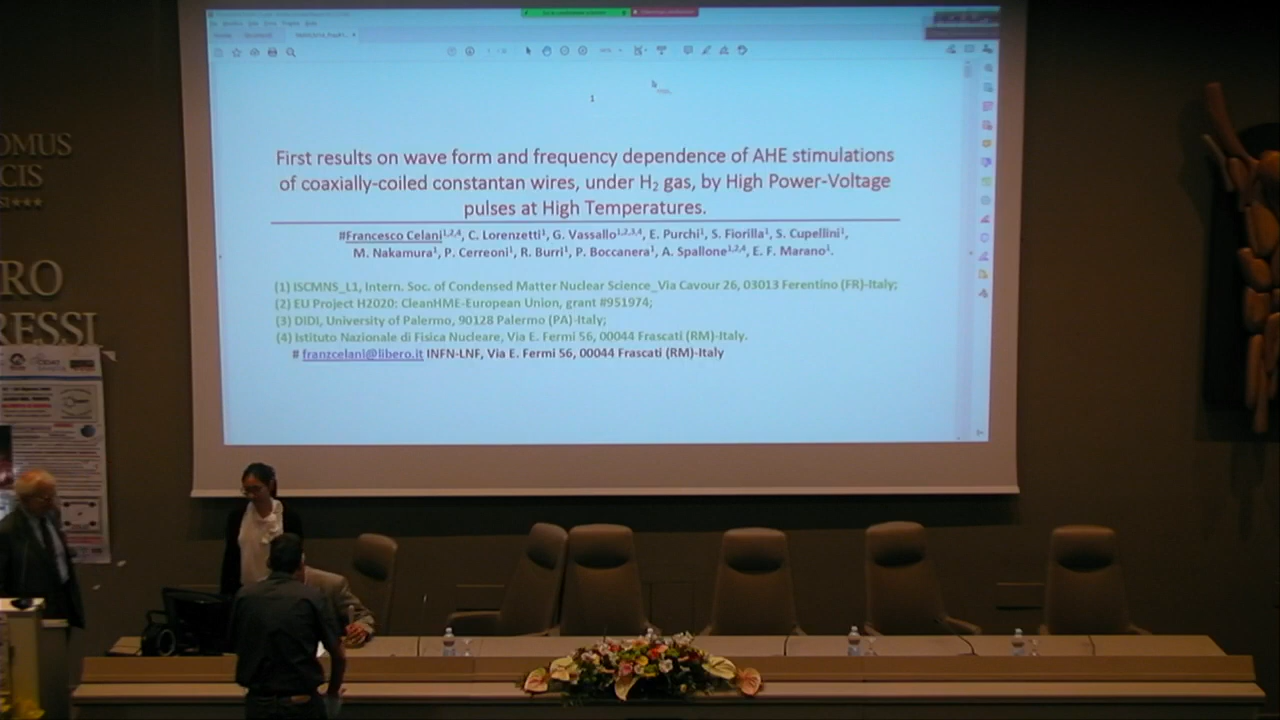 OMUS
CIS
RO
RESSI
1
First results on wave form and frequency dependence of AHE stimulations
of coaxially-coiled constantan wires, under H₂ gas, by High Power-Voltage
pulses at High Temperatures.
#Francesco Celani¹,²,⁴, C. Lorenzetti¹, G. Vassallo¹,²,³,⁴, E. Purchi¹, S. Fiorilla¹, S. Cupellini¹,
M. Nakamura¹, P. Cerreoni¹, R. Burri¹, P. Boccanera¹, A. Spallone¹,²,⁴, E. F. Marano¹.
(1) ISCMNS_L1, Intern. Soc. of Condensed Matter Nuclear Science_Via Cavour 26, 03013 Ferentino (FR)-Italy;
(2) EU Project H2020: CleanHME-European Union, grant #951974;
(3) DIDI, University of Palermo, 90128 Palermo (PA)-Italy;
(4) Istituto Nazionale di Fisica Nucleare, Via E. Fermi 56, 00044 Frascati (RM)-Italy.
# franzcelani@libero.it INFN-LNF, Via E. Fermi 56, 00044 Frascati (RM)-Italy